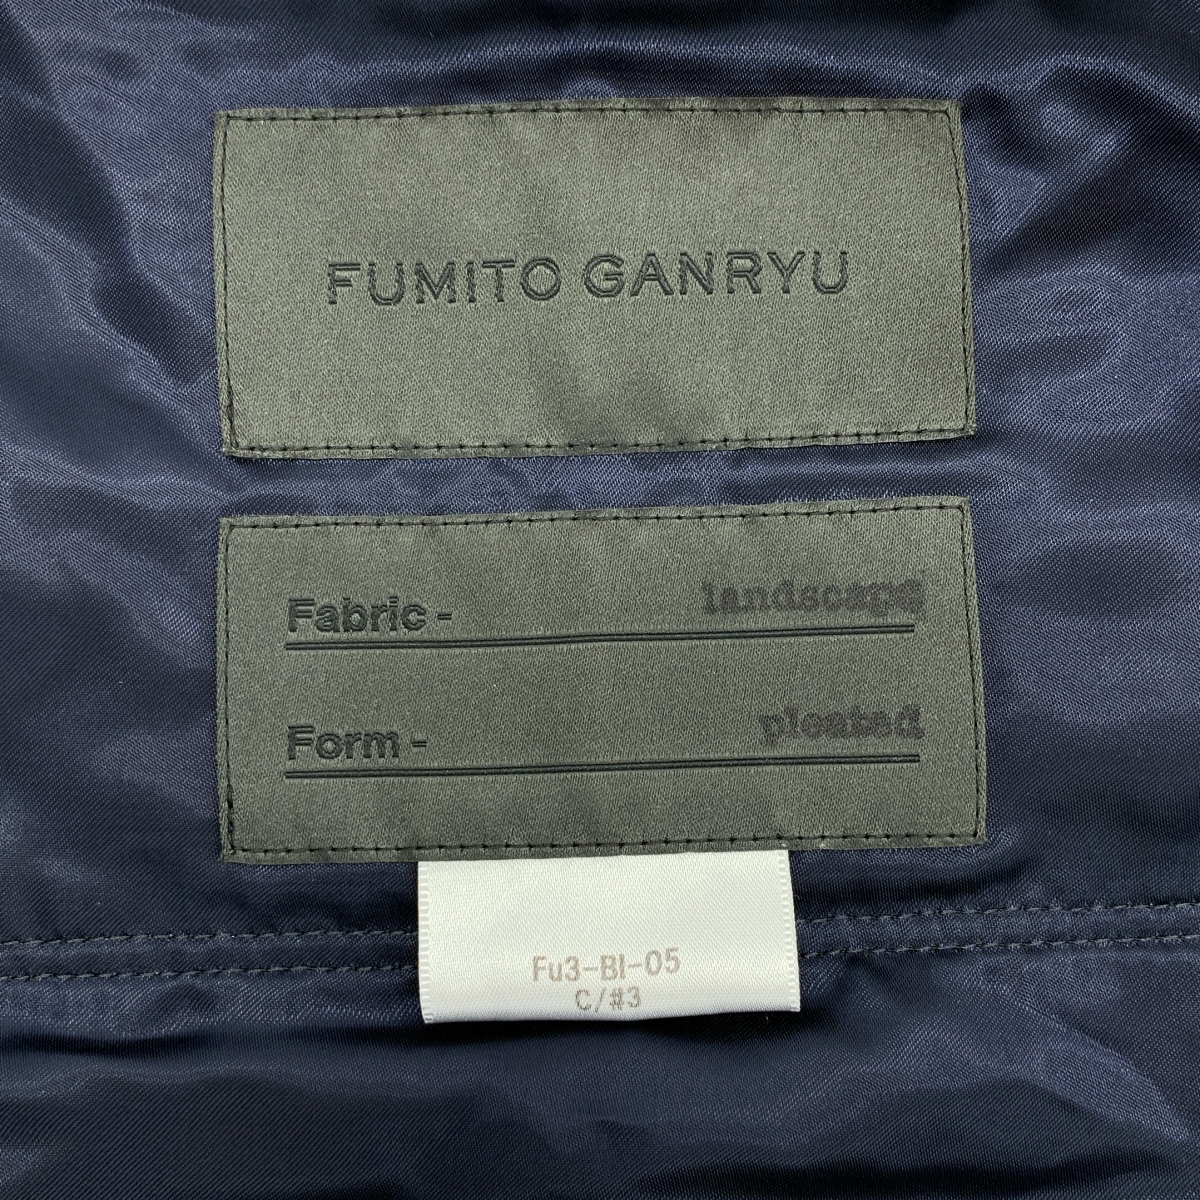 FUMITO GANRYU
Fabric - landscape
Form - pleated
Fu3-Bl-05
C/#3